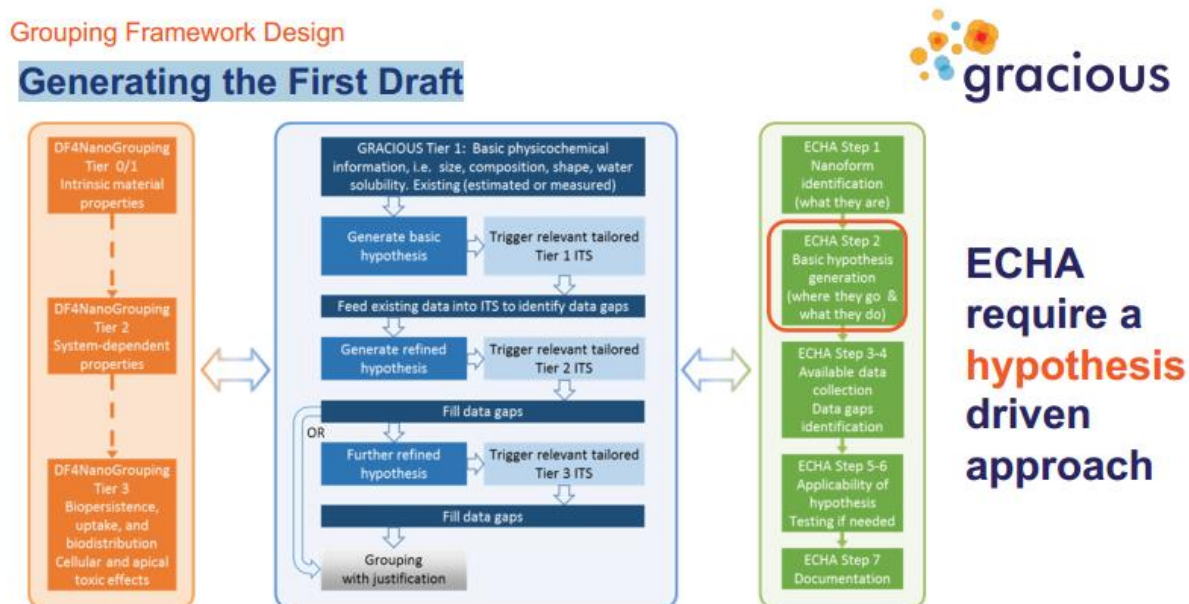 Grouping Framework Design
Generating the First Draft
gracious
DF4NanoGrouping
Tier 0/1
Intrinsic material
properties
DF4NanoGrouping
Tier 2
System-dependent
properties
DF4NanoGrouping
Tier 3
Biopersistence,
uptake, and
biodistribution
Cellular and apical
toxic effects
GRACIOUS Tier 1: Basic physicochemical
information, i.e. size, composition, shape, water
solubility. Existing (estimated or measured)
Generate basic
hypothesis
Trigger relevant tailored
Tier 1 ITS
Feed existing data into ITS to identify data gaps
Generate refined
hypothesis
Trigger relevant tailored
Tier 2 ITS
Fill data gaps
OR
Further refined
hypothesis
Trigger relevant tailored
Tier 3 ITS
Fill data gaps
Grouping
with justification
ECHA Step 1
Nanoform
identification
(what they are)
ECHA Step 2
Basic hypothesis
generation
(where they go &
what they do)
ECHA Step 3-4
Available data
collection
Data gaps
identification
ECHA Step 5-6
Applicability of
hypothesis
Testing if needed
ECHA Step 7
Documentation
ECHA
require a
hypothesis
driven
approach